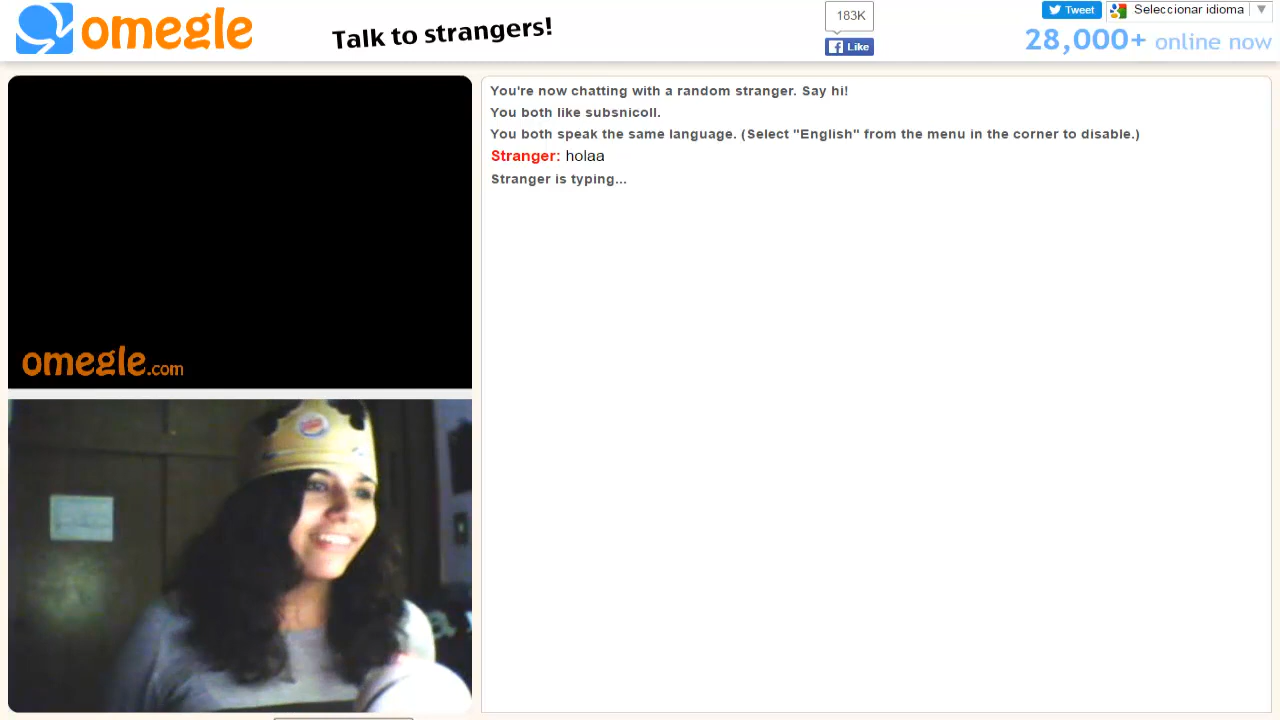 omegle
Talk to strangers!
183K
Like
Tweet
Seleccionar idioma
28,000+ online now
omegle.com
You're now chatting with a random stranger. Say hi!
You both like subsnicoll.
You both speak the same language. (Select "English" from the menu in the corner to disable.)
Stranger: holaa
Stranger is typing...